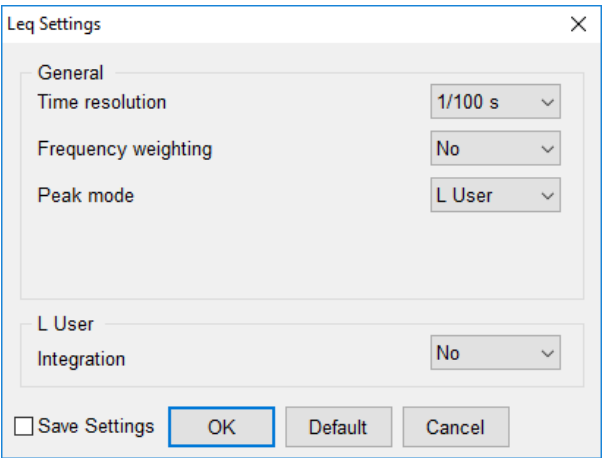 Leq Settings
General
Time resolution 1/100 s
Frequency weighting No
Peak mode L User
L User
Integration No
Save Settings OK Default Cancel